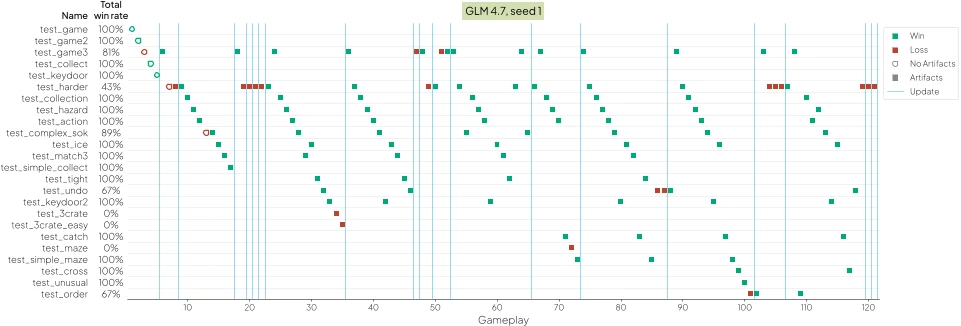 GLM 4.7, seed 1
Total
Name win rate
test_game 100%
test_game2 100%
test_game3 81%
test_collect 100%
test_keydoor 100%
test_harder 43%
test_collection 100%
test_hazard 100%
test_action 100%
test_complex_sok 89%
test_ice 100%
test_match3 100%
test_simple_collect 100%
test_tight 100%
test_undo 67%
test_keydoor2 100%
test_3crate 0%
test_3crate_easy 0%
test_catch 100%
test_maze 0%
test_simple_maze 100%
test_cross 100%
test_unusual 100%
test_order 67%
10 20 30 40 50 60 70 80 90 100 110 120
Gameplay
Win
Loss
No Artifacts
Artifacts
Update